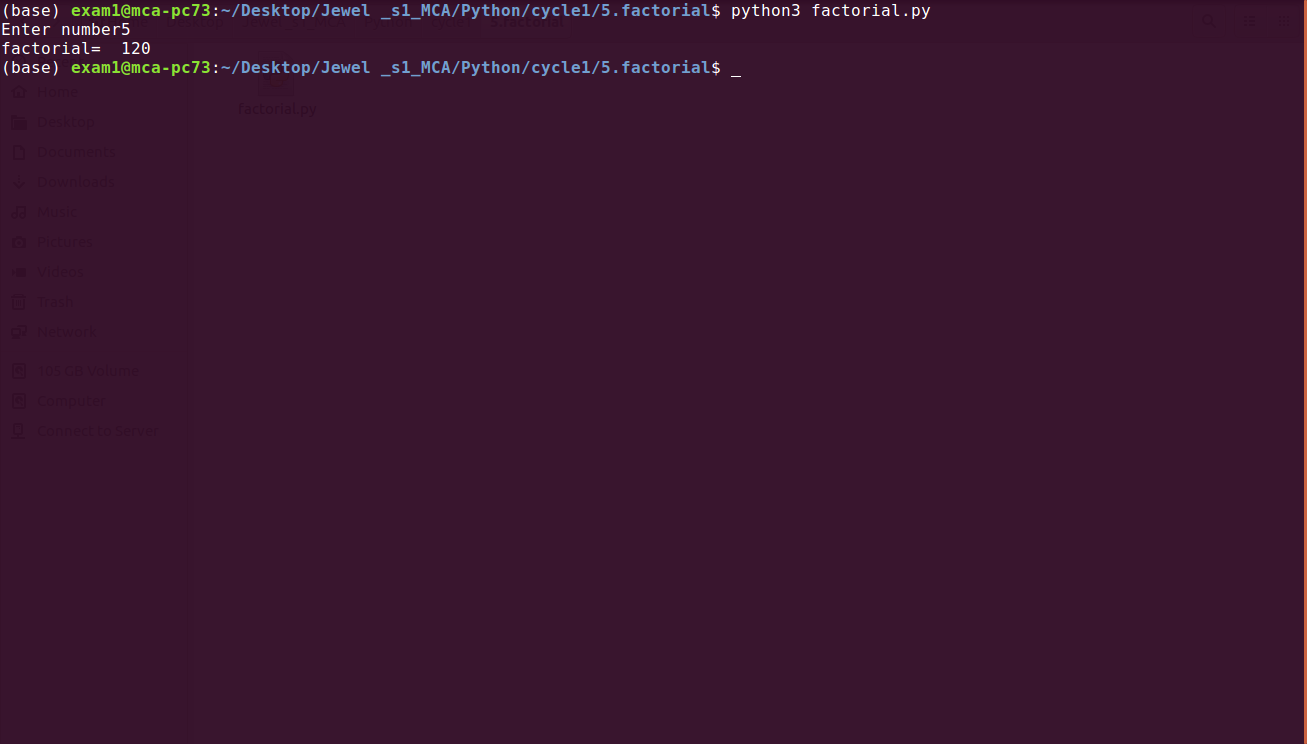 (base) exam1@mca-pc73:~/Desktop/Jewel _s1_MCA/Python/cycle1/5.factorial$ python3 factorial.py
Enter number5
factorial=  120
(base) exam1@mca-pc73:~/Desktop/Jewel _s1_MCA/Python/cycle1/5.factorial$ _
Home
factorial.py
Desktop
Documents
Downloads
Music
Pictures
Videos
Trash
Network
105 GB Volume
Computer
Connect to Server